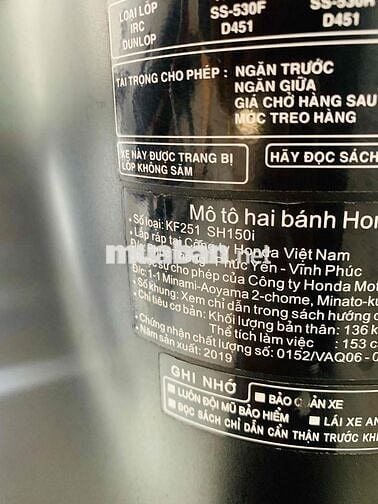 LOẠI LỐP
IRC
DUNLOP
SS-530F
D451
D451
TẢI TRỌNG CHO PHÉP : NGĂN TRƯỚC
NGĂN GIỮA
GIÁ CHỞ HÀNG SAU
MÓC TREO HÀNG
XE NÀY ĐƯỢC TRANG BỊ
LỐP KHÔNG SĂM
HÃY ĐỌC SÁCH
Mô tô hai bánh Hon
Số loại: KF251 SH150i
Lắp ráp tại Công Honda Việt Nam
Phúc Yên - Vĩnh Phúc
sự cho phép của Công ty Honda Mot
Đ/c: 1-1 Minami-Aoyama 2-chome, Minato-ku
Số khung: Xem chỉ dẫn trong sách hướng d
Chỉ tiêu cơ bản: Khối lượng bản thân: 136 k
Thể tích làm việc : 153 c
Chứng nhận chất lượng số: 0152/VAQ06 - 0
Năm sản xuất: 2019
muaban.net
GHI NHỚ
BẢO QUẢN XE
LUÔN ĐỘI MŨ BẢO HIỂM
LÁI XE AN
ĐỌC SÁCH CHỈ DẪN CẨN THẬN TRƯỚC KH